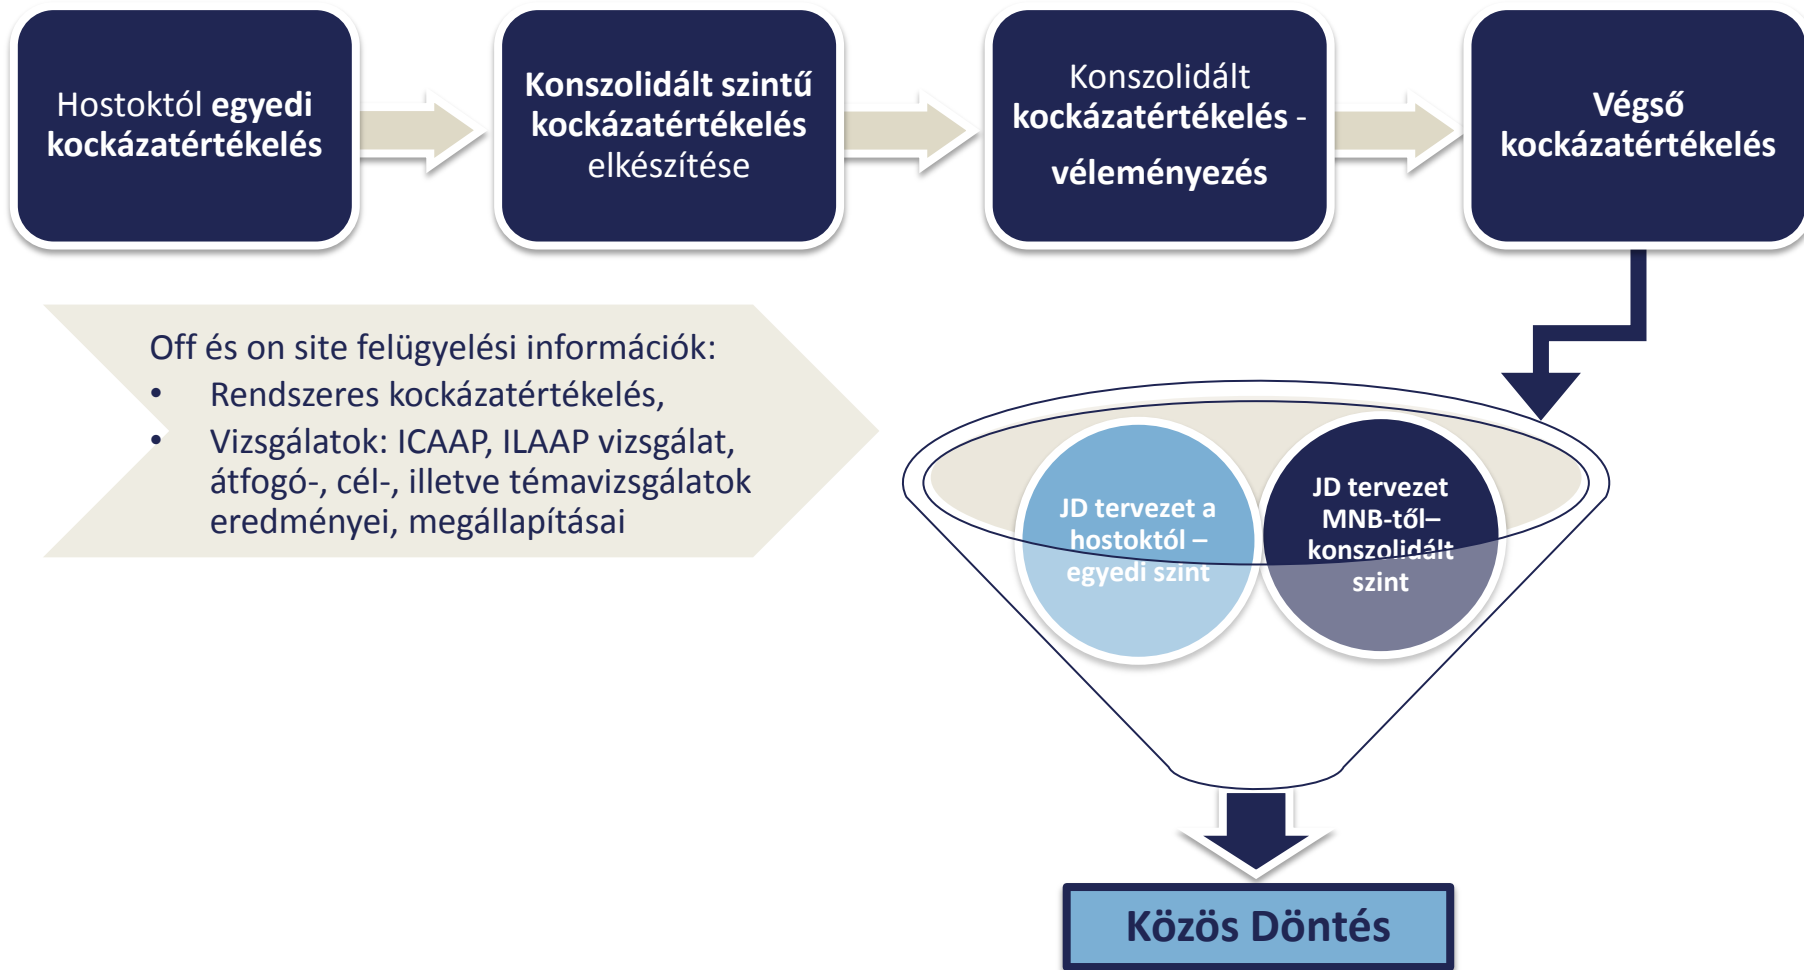 Hostoktól egyedi
kockázatértékelés
Konszolidált szintű
kockázatértékelés
elkészítése
Konszolidált
kockázatértékelés -
véleményezés
Végső
kockázatértékelés
Off és on site felügyelési információk:
• Rendszeres kockázatértékelés,
• Vizsgálatok: ICAAP, ILAAP vizsgálat,
átfogó-, cél-, illetve témavizsgálatok
eredményei, megállapításai
JD tervezet a
hostoktól –
egyedi szint
JD tervezet
MNB-től–
konszolidált
szint
Közös Döntés